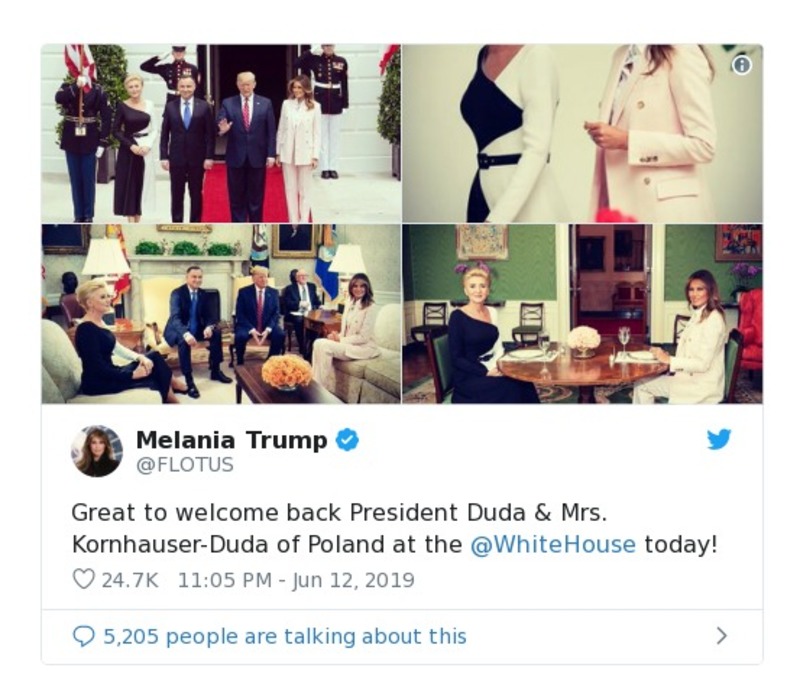 Melania Trump
@FLOTUS
Great to welcome back President Duda & Mrs.
Kornhauser-Duda of Poland at the @WhiteHouse today!
24.7K 11:05 PM - Jun 12, 2019
5,205 people are talking about this